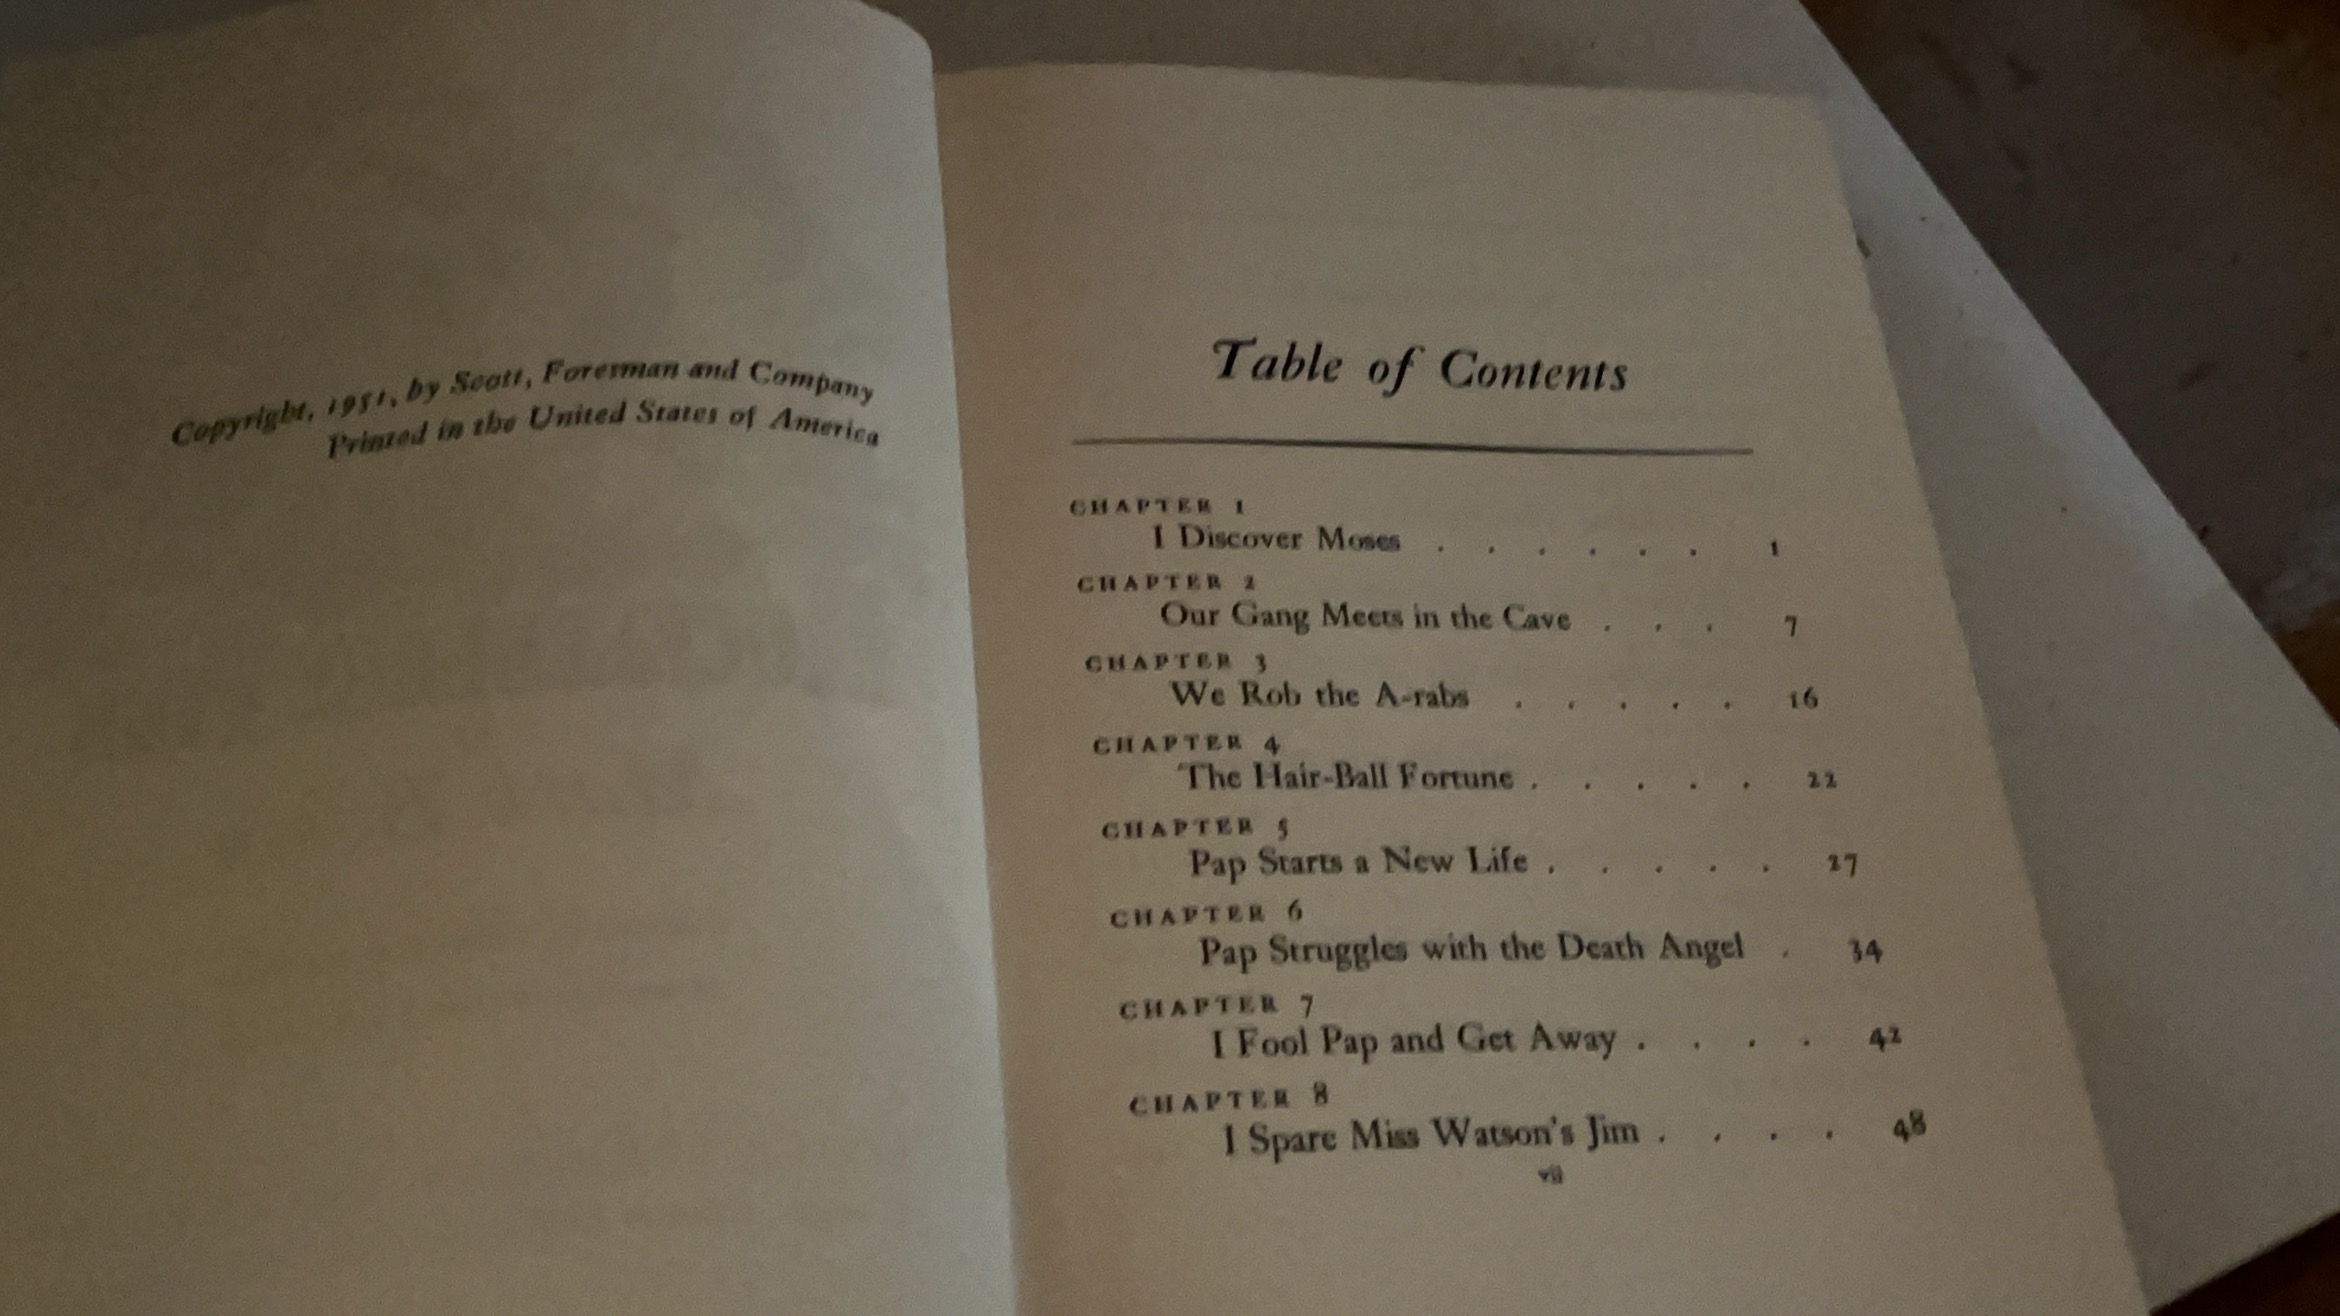 Copyright, 1951, by Scott, Foresman and Company
Printed in the United States of America
Table of Contents
CHAPTER 1
I Discover Moses . . . . . . 1
CHAPTER 2
Our Gang Meets in the Cave . . . 7
CHAPTER 3
We Rob the A-rabs . . . . . 16
CHAPTER 4
The Hair-Ball Fortune . . . . . 22
CHAPTER 5
Pap Starts a New Life . . . . . 27
CHAPTER 6
Pap Struggles with the Death Angel . 34
CHAPTER 7
I Fool Pap and Get Away . . . . 42
CHAPTER 8
I Spare Miss Watson's Jim . . . . 48
vii